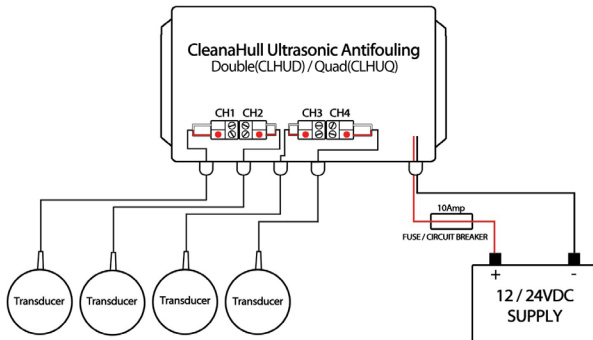 CleanaHull Ultrasonic Antifouling
Double(CLHUD) / Quad(CLHUQ)
CH1 CH2 CH3 CH4
10Amp
FUSE / CIRCUIT BREAKER
+ -
12 / 24VDC
SUPPLY
Transducer Transducer Transducer Transducer